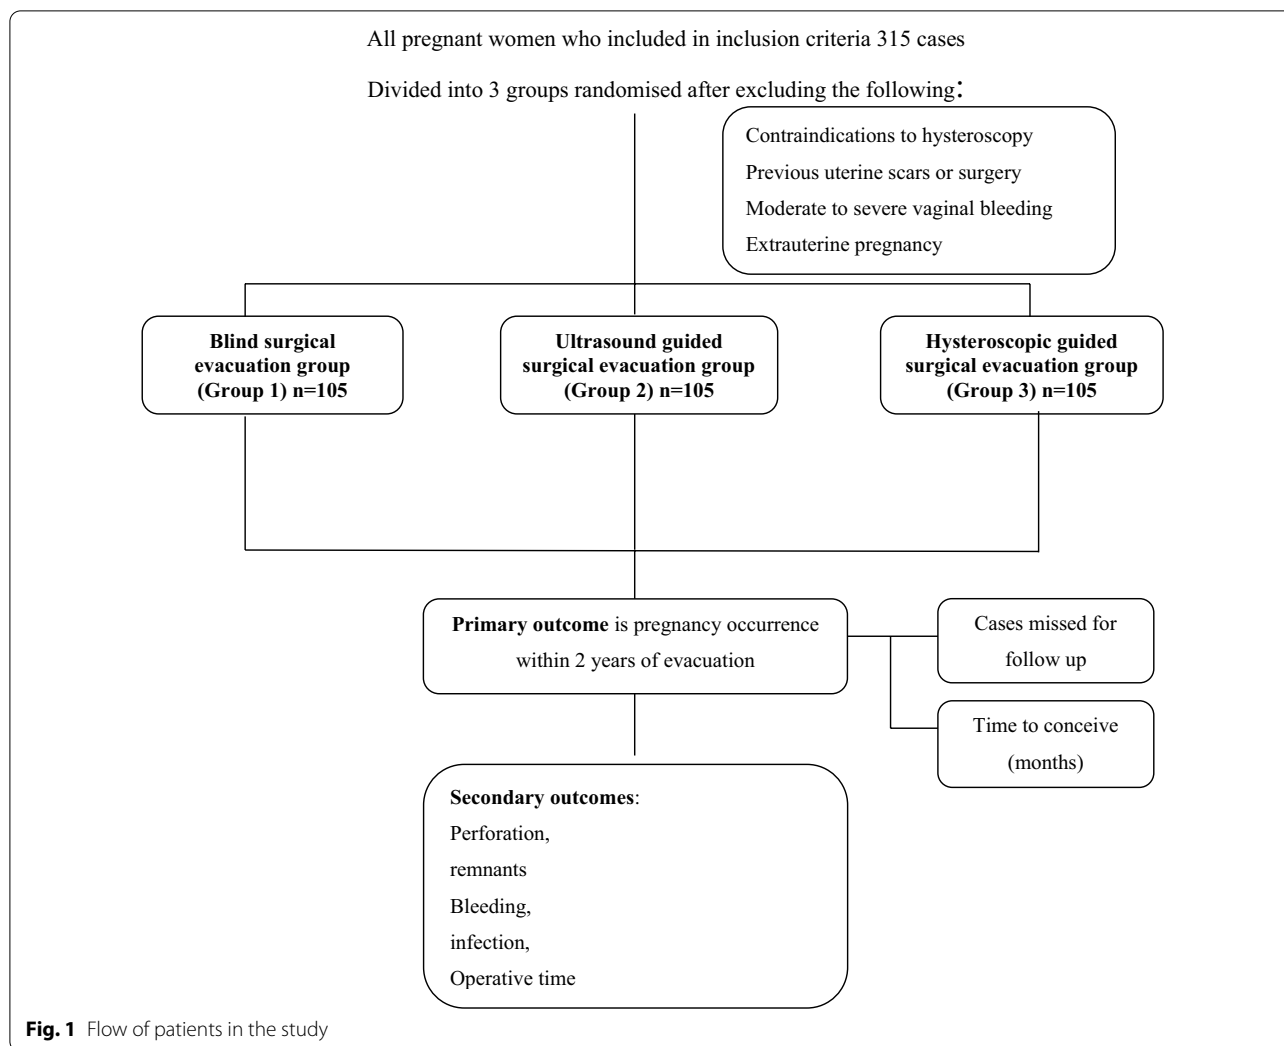 All pregnant women who included in inclusion criteria 315 cases
Divided into 3 groups randomised after excluding the following:
Contraindications to hysteroscopy
Previous uterine scars or surgery
Moderate to severe vaginal bleeding
Extrauterine pregnancy
Blind surgical
evacuation group
(Group 1) n=105
Ultrasound guided
surgical evacuation group
(Group 2) n=105
Hysteroscopic guided
surgical evacuation group
(Group 3) n=105
Primary outcome is pregnancy occurrence
within 2 years of evacuation
Cases missed for
follow up
Time to conceive
(months)
Secondary outcomes:
Perforation,
remnants
Bleeding,
infection,
Operative time
Fig. 1 Flow of patients in the study